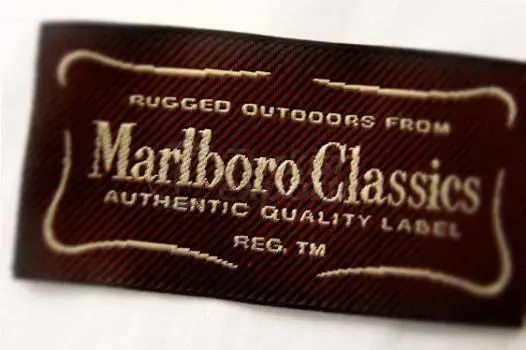 RUGGED OUTDOORS FROM
Marlboro Classics
AUTHENTIC QUALITY LABEL
REG. TM